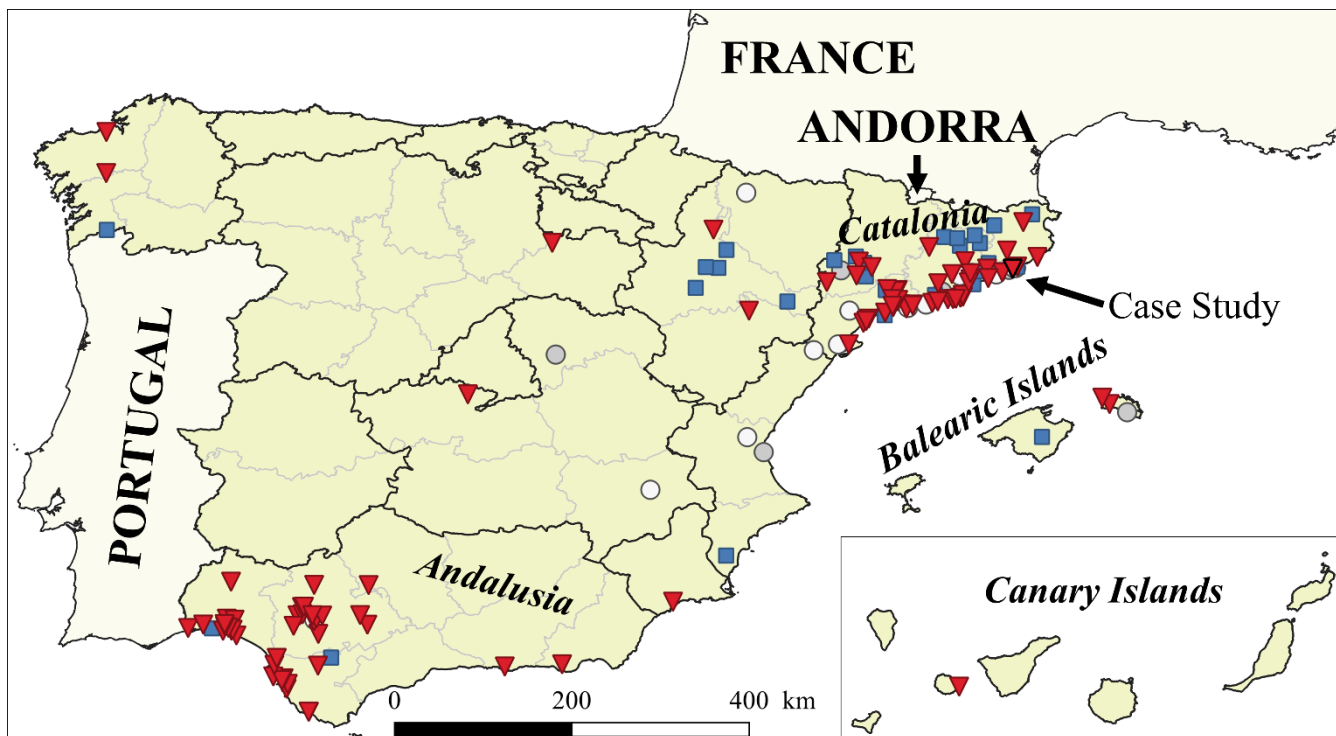 FRANCE
ANDORRA
Catalonia
Case Study
PORTUGAL
Balearic Islands
Andalusia
Canary Islands
0 200 400 km